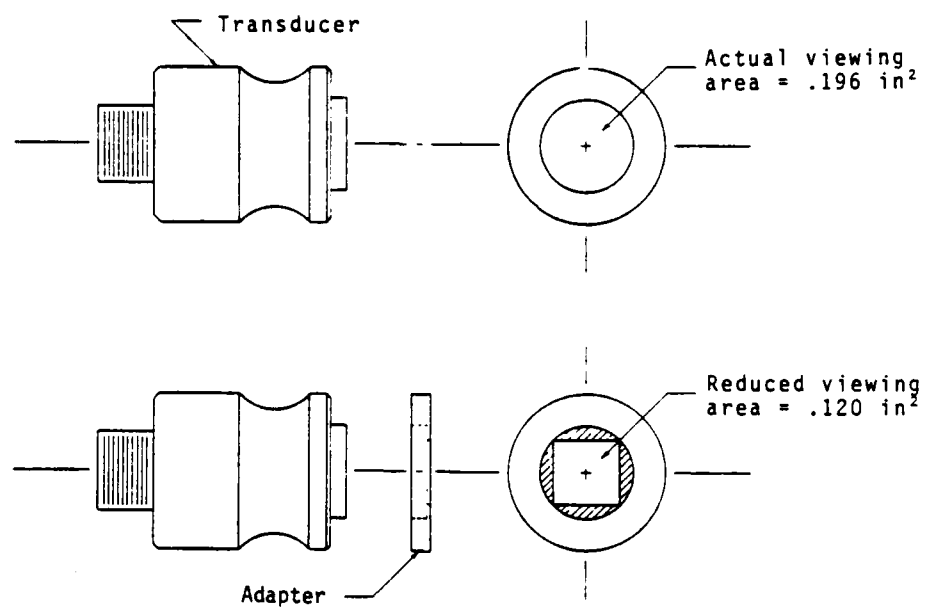 Transducer
Actual viewing
area = .196 in²
Reduced viewing
area = .120 in²
Adapter